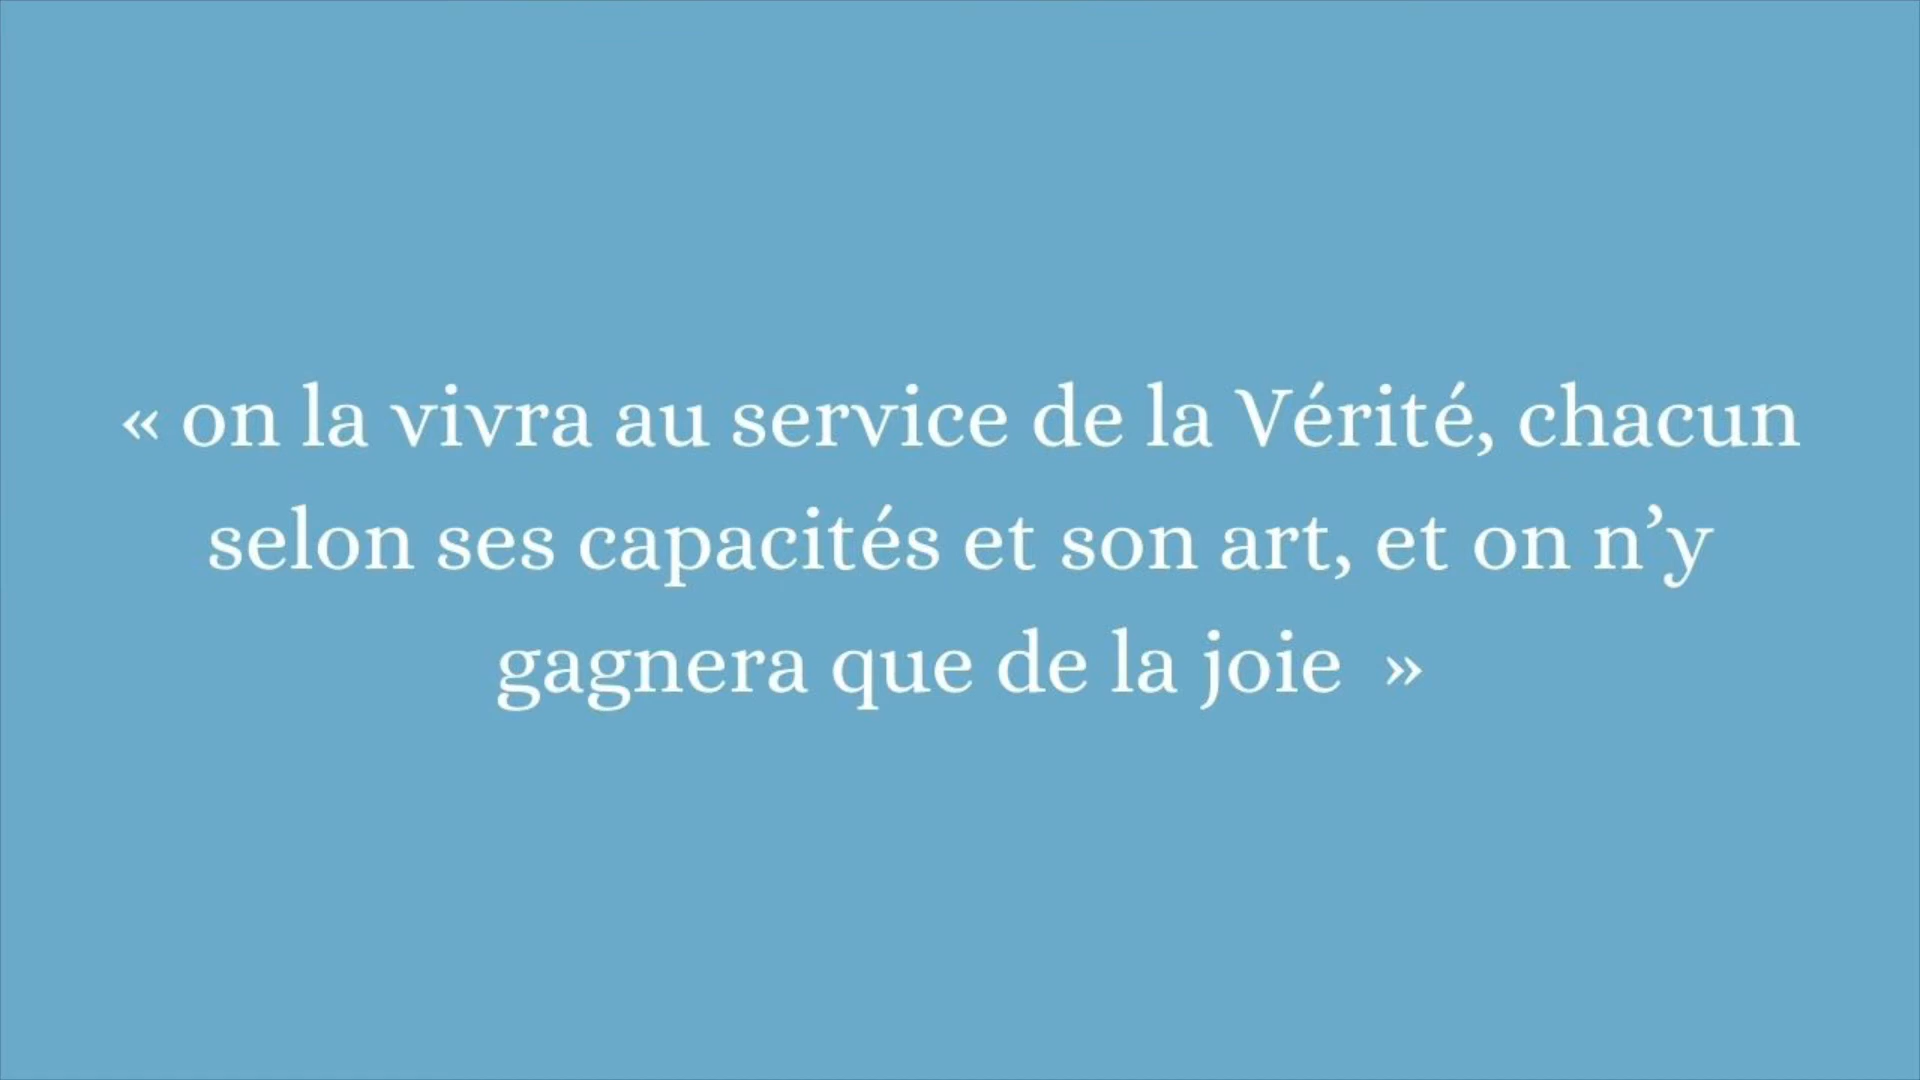 « on la vivra au service de la Vérité, chacun
selon ses capacités et son art, et on n’y
gagnera que de la joie  »